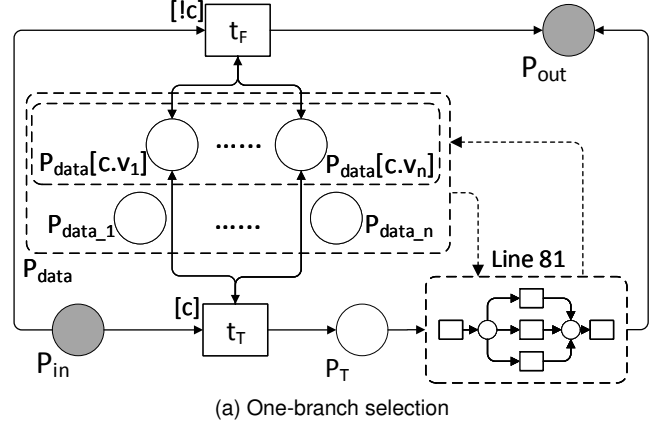 [!c]
t_F
P_out
P_data[c.v_1]
......
P_data[c.v_n]
P_data_1
......
P_data_n
P_data
Line 81
[c]
t_T
P_in
P_T
(a) One-branch selection